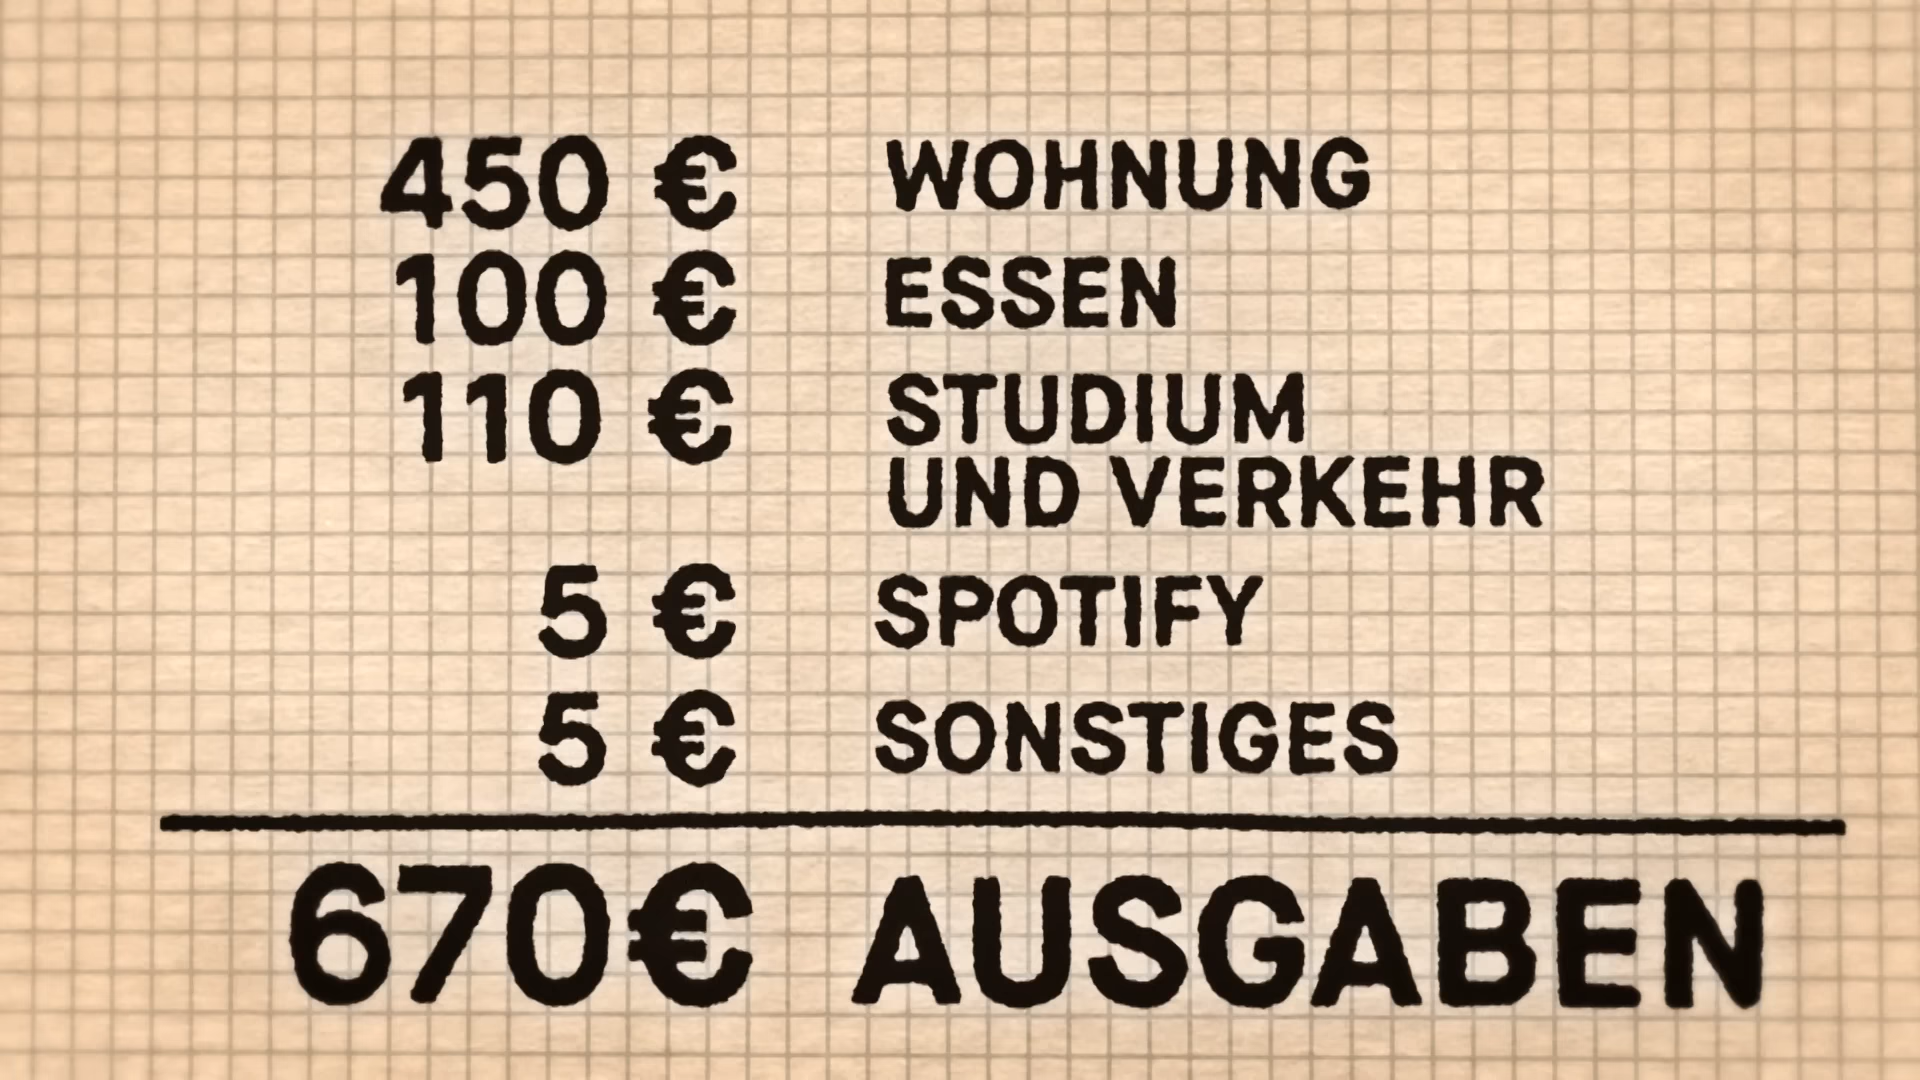 450 € WOHNUNG
100 € ESSEN
110 € STUDIUM
UND VERKEHR
5 € SPOTIFY
5 € SONSTIGES
670€ AUSGABEN